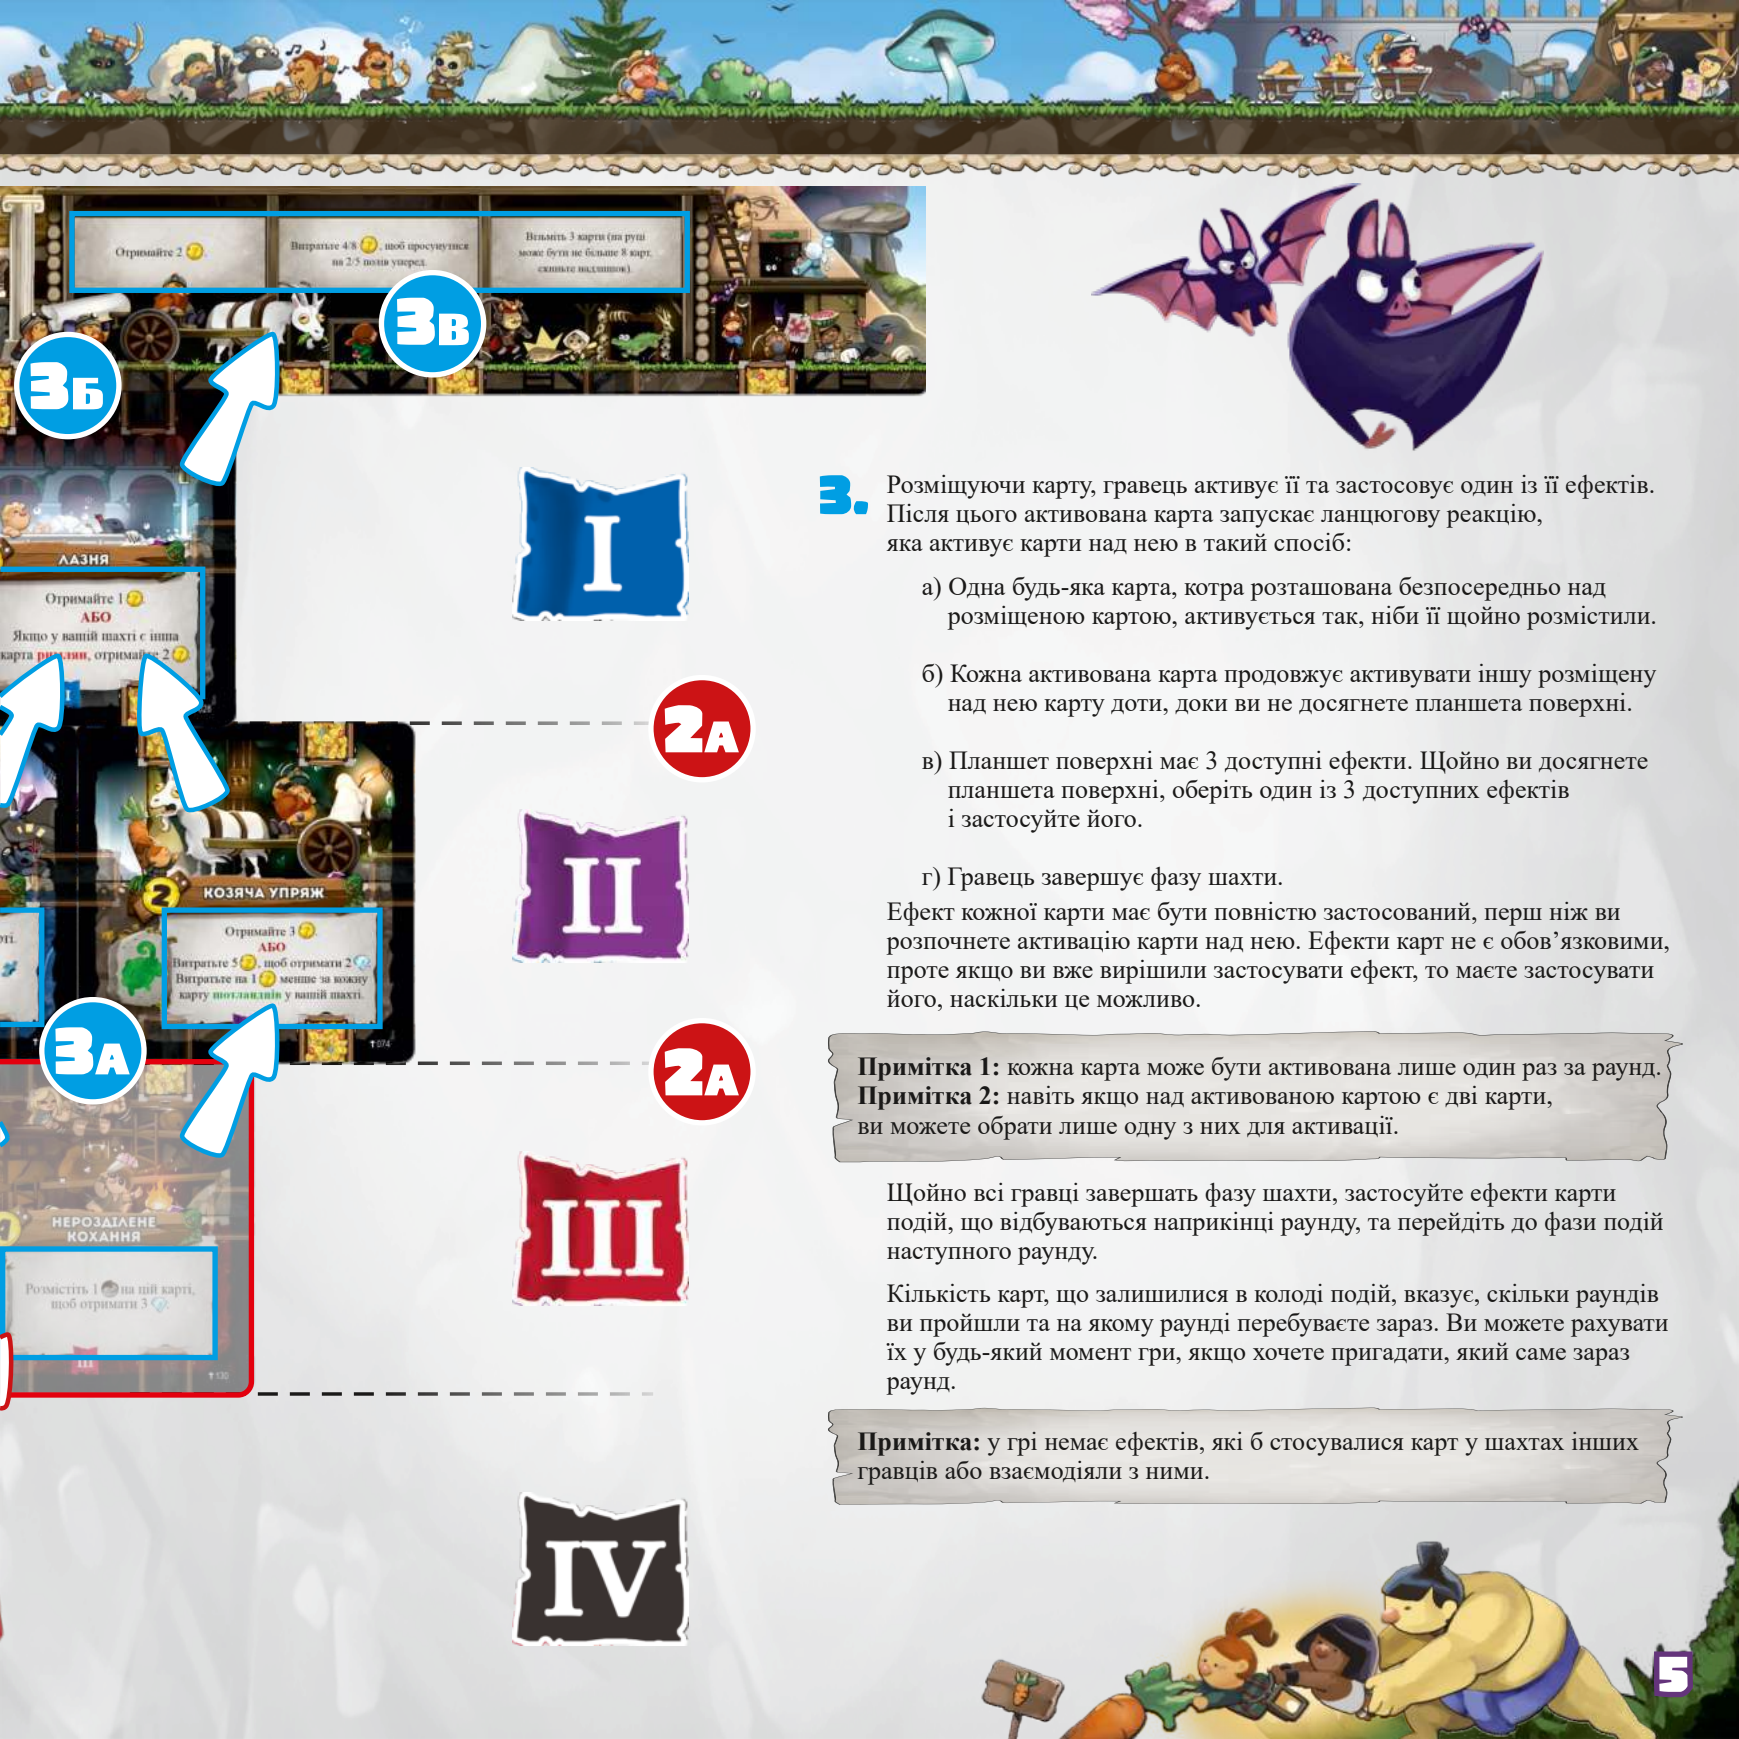 Отримайте 2
Витратьте 4/8 , щоб просунутися
на 2/5 полів уперед.
Візьміть 3 карти (на руці
може бути не більше 8 карт,
скиньте надлишок).
3В
3Б
ЛАЗНЯ
Отримайте 1
АБО
Якщо у вашій шахті є інша
карта римлян, отримайте 2
I
I
2А
2
КОЗЯЧА УПРЯЖ
Отримайте 3
АБО
Витратьте 5 , щоб отримати 2
Витратьте на 1 менше за кожну
карту шотландців у вашій шахті.
074
II
3А
2А
НЕРОЗДІЛЕНЕ
КОХАННЯ
Розмістіть 1 на цій карті,
щоб отримати 3
III
130
III
IV
3. Розміщуючи карту, гравець активує її та застосовує один із її ефектів.
Після цього активована карта запускає ланцюгову реакцію,
яка активує карти над нею в такий спосіб:
а) Одна будь-яка карта, котра розташована безпосередньо над
розміщеною картою, активується так, ніби її щойно розмістили.
б) Кожна активована карта продовжує активувати іншу розміщену
над нею карту доти, доки ви не досягнете планшета поверхні.
в) Планшет поверхні має 3 доступні ефекти. Щойно ви досягнете
планшета поверхні, оберіть один із 3 доступних ефектів
і застосуйте його.
г) Гравець завершує фазу шахти.
Ефект кожної карти має бути повністю застосований, перш ніж ви
розпочнете активацію карти над нею. Ефекти карт не є обов’язковими,
проте якщо ви вже вирішили застосувати ефект, то маєте застосувати
його, наскільки це можливо.
Примітка 1: кожна карта може бути активована лише один раз за раунд.
Примітка 2: навіть якщо над активованою картою є дві карти,
ви можете обрати лише одну з них для активації.
Щойно всі гравці завершать фазу шахти, застосуйте ефекти карти
подій, що відбуваються наприкінці раунду, та перейдіть до фази подій
наступного раунду.
Кількість карт, що залишилися в колоді подій, вказує, скільки раундів
ви пройшли та на якому раунді перебуваєте зараз. Ви можете рахувати
їх у будь-який момент гри, якщо хочете пригадати, який саме зараз
раунд.
Примітка: у грі немає ефектів, які б стосувалися карт у шахтах інших
гравців або взаємодіяли з ними.
5